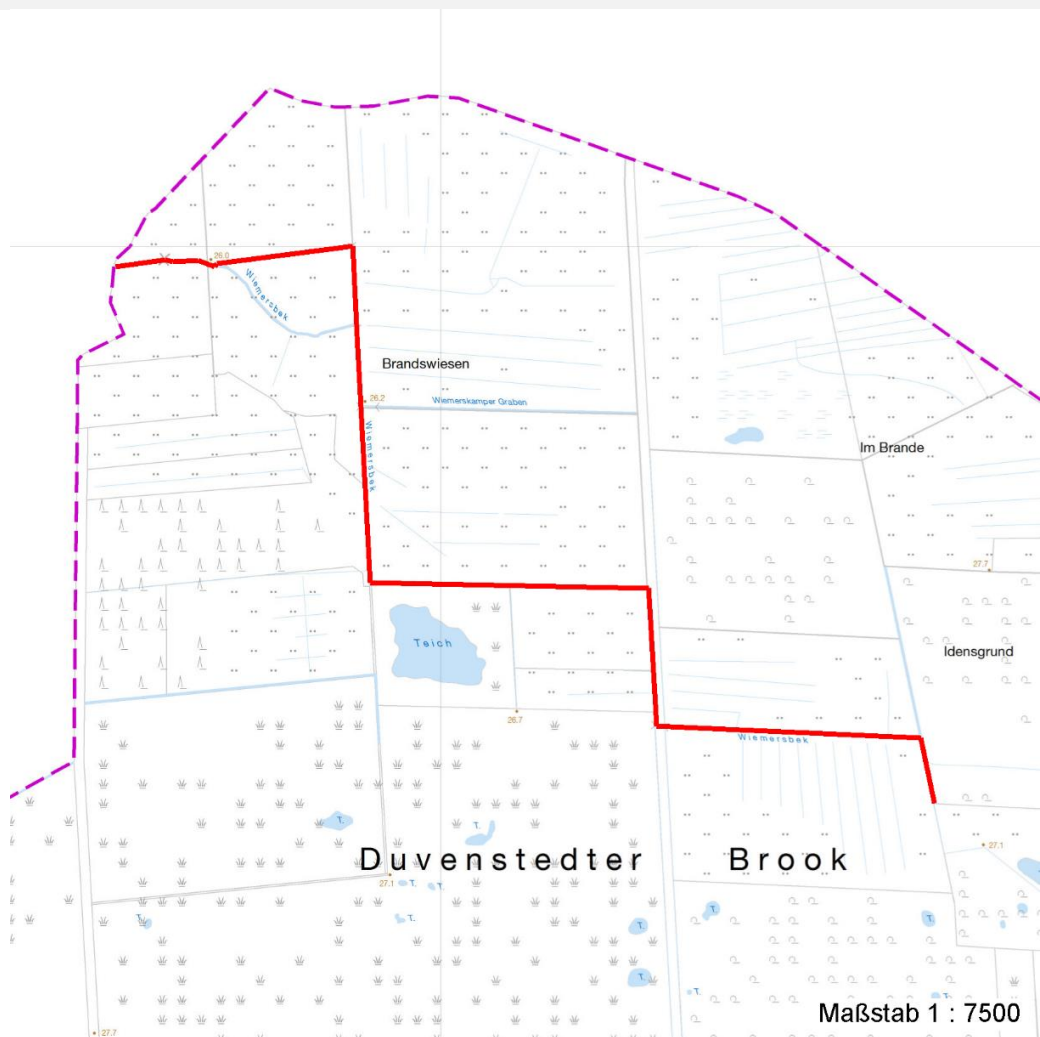 26.0
Wiemersbek
Brandswiesen
26.2
Wiemerskamper Graben
Wiemersbek
Im Brande
27.7
Teich
Idensgrund
26.7
Wiemersbek
T.
T.
27.1
Duvenstedter Brook
27.1
T.
T.
T.
T.
T.
T.
T.
T.
T.
T.
Maßstab 1 : 7500
27.7